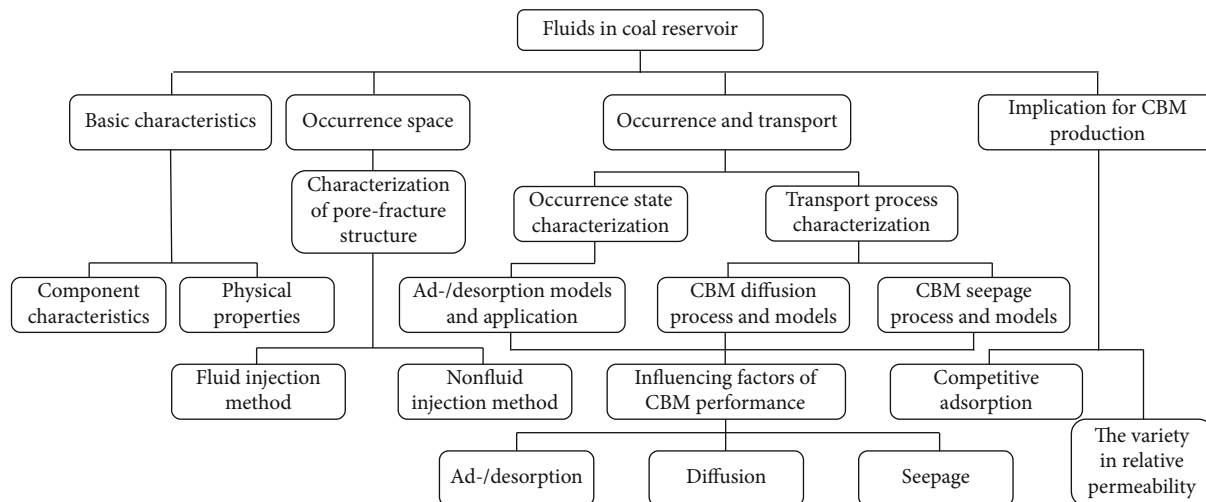 Fluids in coal reservoir
Basic characteristics
Occurrence space
Occurrence and transport
Implication for CBM
production
Characterization
of pore-fracture
structure
Occurrence state
characterization
Transport process
characterization
Component
characteristics
Physical
properties
Ad-/desorption models
and application
CBM diffusion
process and models
CBM seepage
process and models
Fluid injection
method
Nonfluid
injection method
Influencing factors of
CBM performance
Competitive
adsorption
The variety
in relative
permeability
Ad-/desorption
Diffusion
Seepage